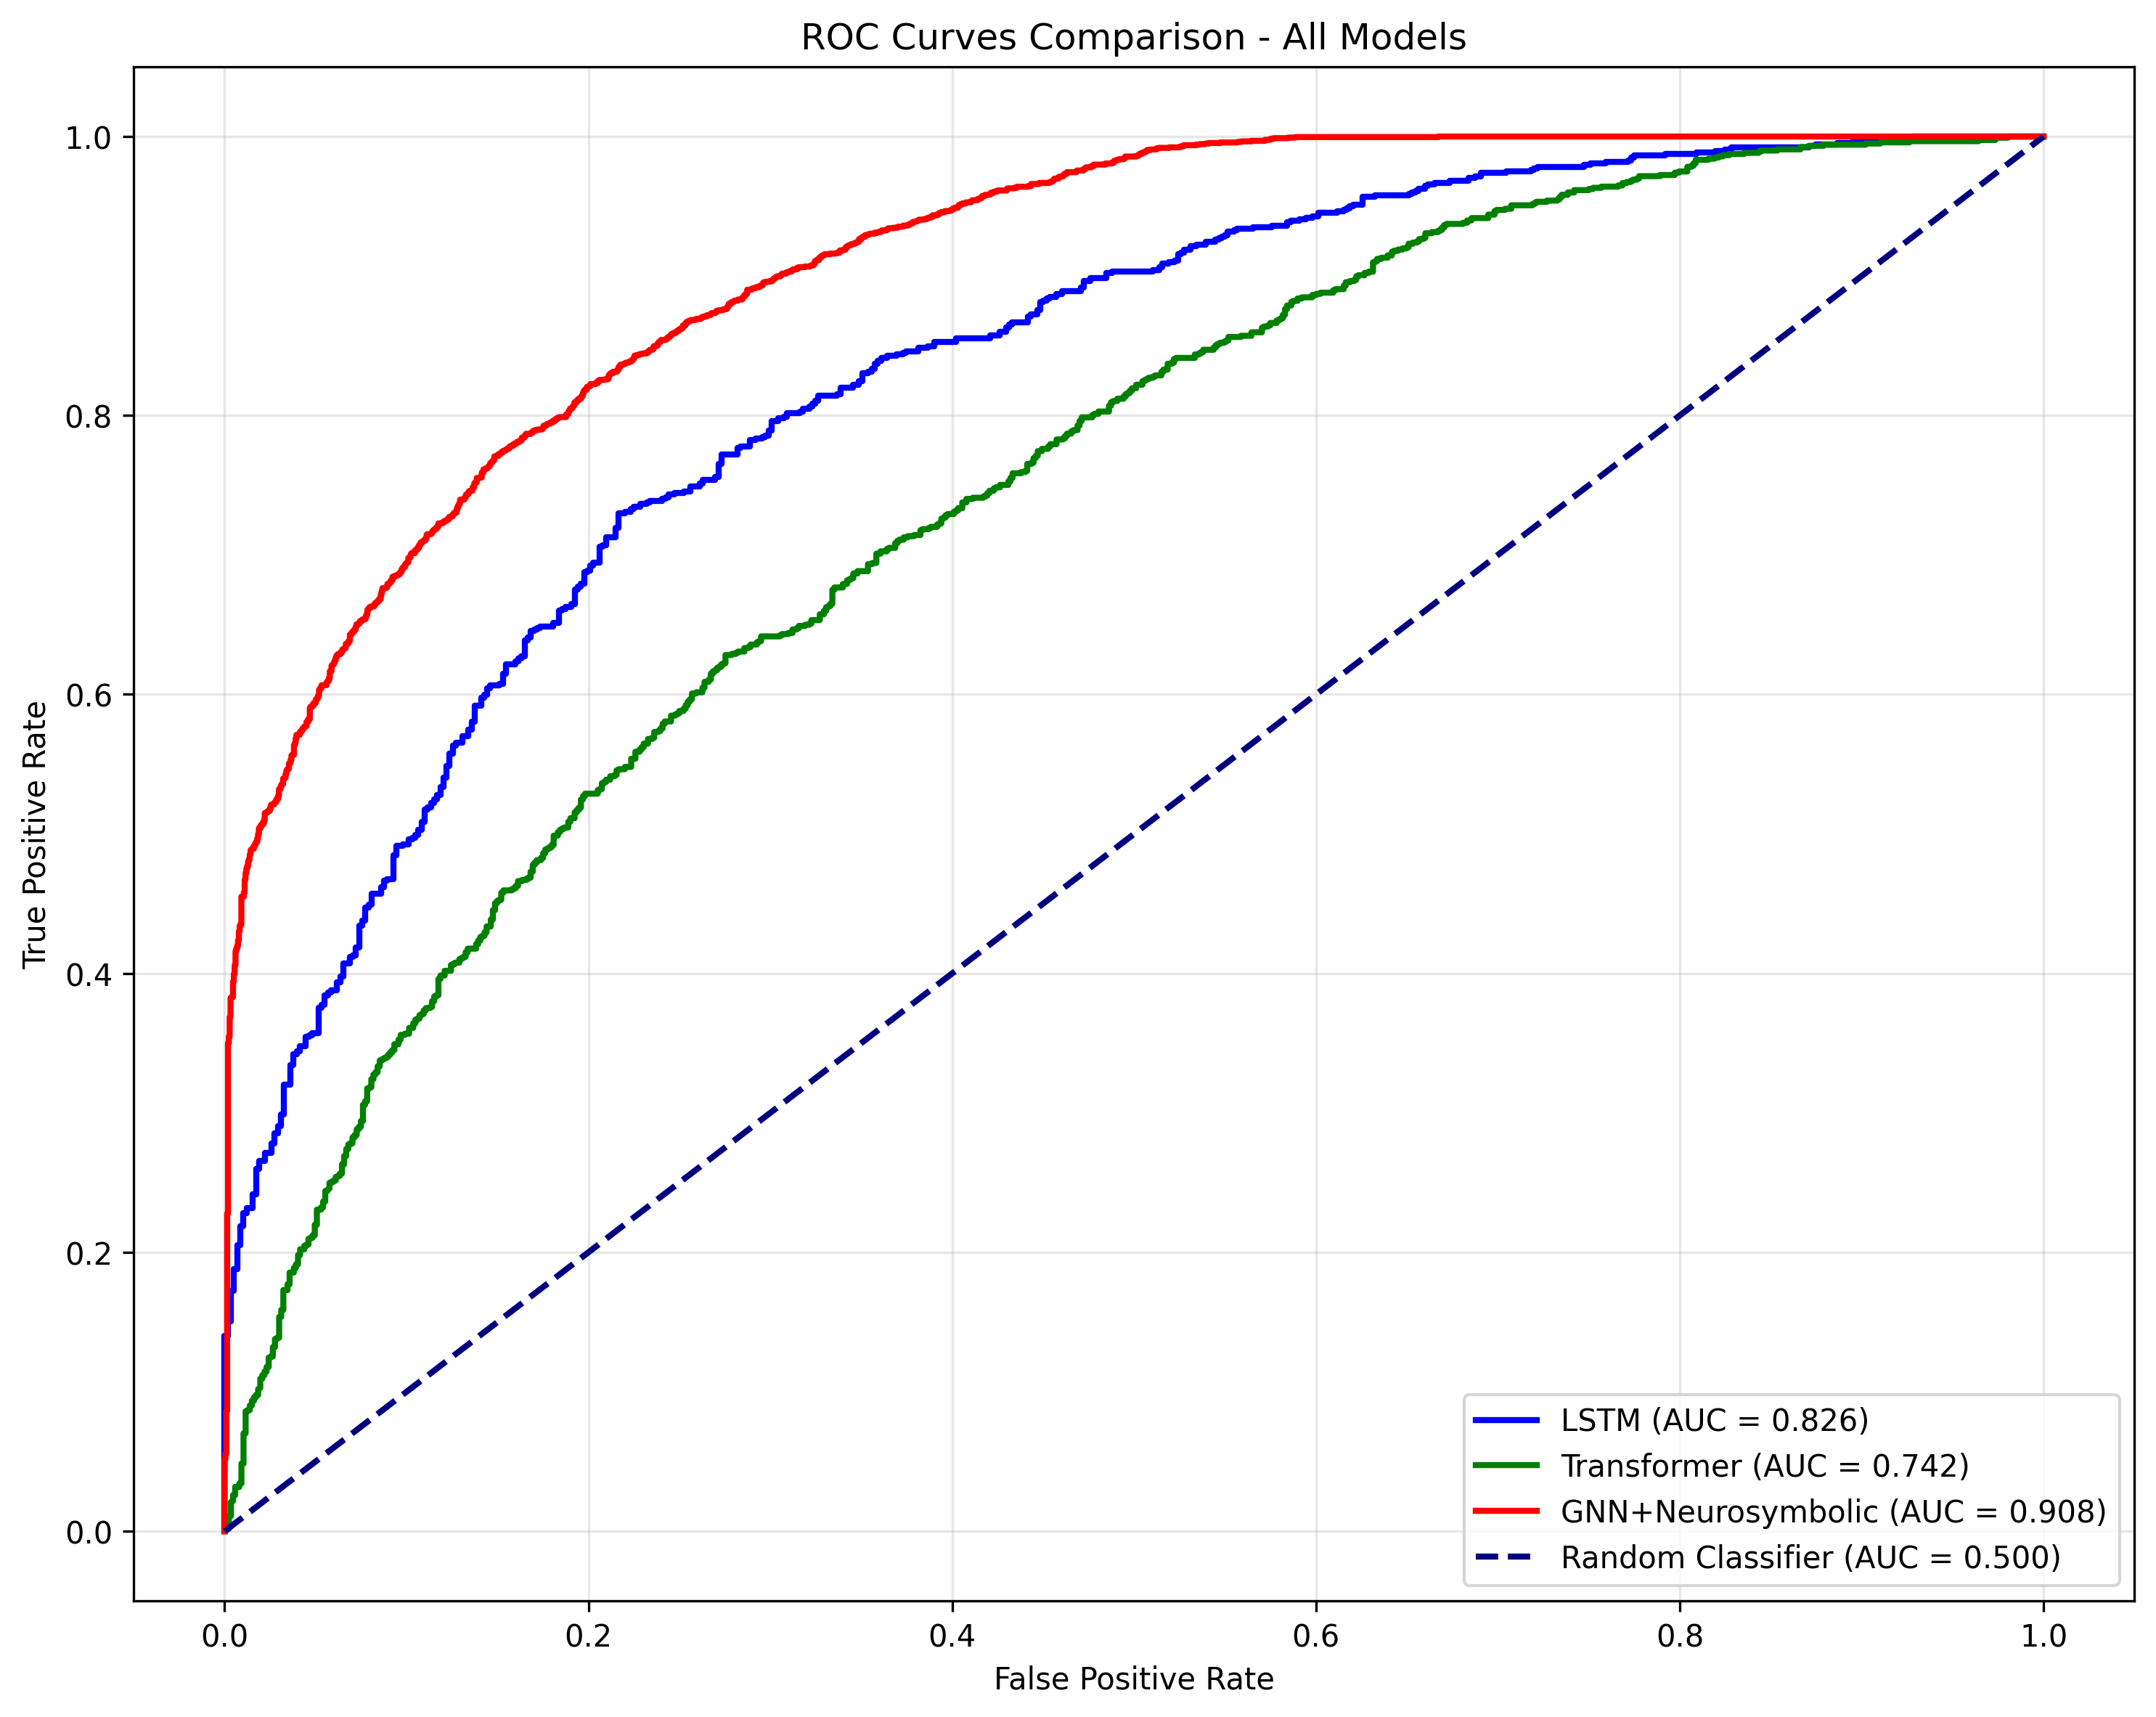 ROC Curves Comparison - All Models
True Positive Rate
1.0
0.8
0.6
0.4
0.2
0.0
0.0 0.2 0.4 0.6 0.8 1.0
False Positive Rate
LSTM (AUC = 0.826)
Transformer (AUC = 0.742)
GNN+Neurosymbolic (AUC = 0.908)
Random Classifier (AUC = 0.500)